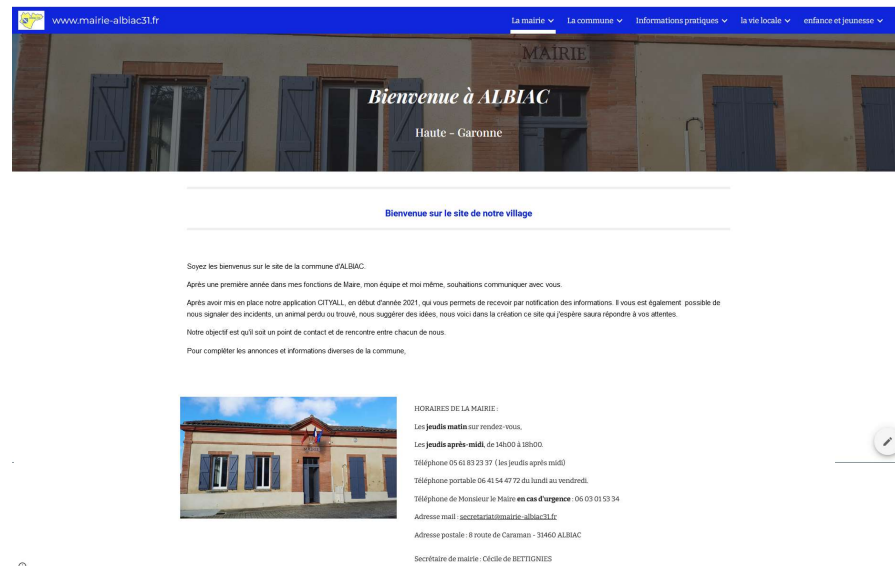 www.mairie-albiac31.fr
La mairie La commune Informations pratiques la vie locale enfance et jeunesse
MAIRIE
Bienvenue à ALBIAC
Haute - Garonne
Bienvenue sur le site de notre village
Soyez les bienvenus sur le site de la commune d'ALBIAC.
Après une première année dans mes fonctions de Maire, mon équipe et moi même, souhaitions communiquer avec vous.
Après avoir mis en place notre application CITYALL, en début d'année 2021, qui vous permets de recevoir par notification des informations. Il vous est également possible de
nous signaler des incidents, un animal perdu ou trouvé, nous suggérer des idées, nous voici dans la création ce site qui j'espère saura répondre à vos attentes.
Notre objectif est qu'il soit un point de contact et de rencontre entre chacun de nous.
Pour compléter les annonces et informations diverses de la commune,
HORAIRES DE LA MAIRIE :
Les jeudis matin sur rendez-vous,
Les jeudis après-midi, de 14h00 à 18h00.
Téléphone 05 61 83 23 37 ( les jeudis aprés midi)
Téléphone portable 06 41 54 47 72 du lundi au vendredi.
Téléphone de Monsieur le Maire en cas d'urgence : 06 03 01 53 34
Adresse mail : secretariat@mairie-albiac31.fr
Adresse postale : 8 route de Caraman - 31460 ALBIAC
Secrétaire de mairie : Cécile de BETTIGNIES